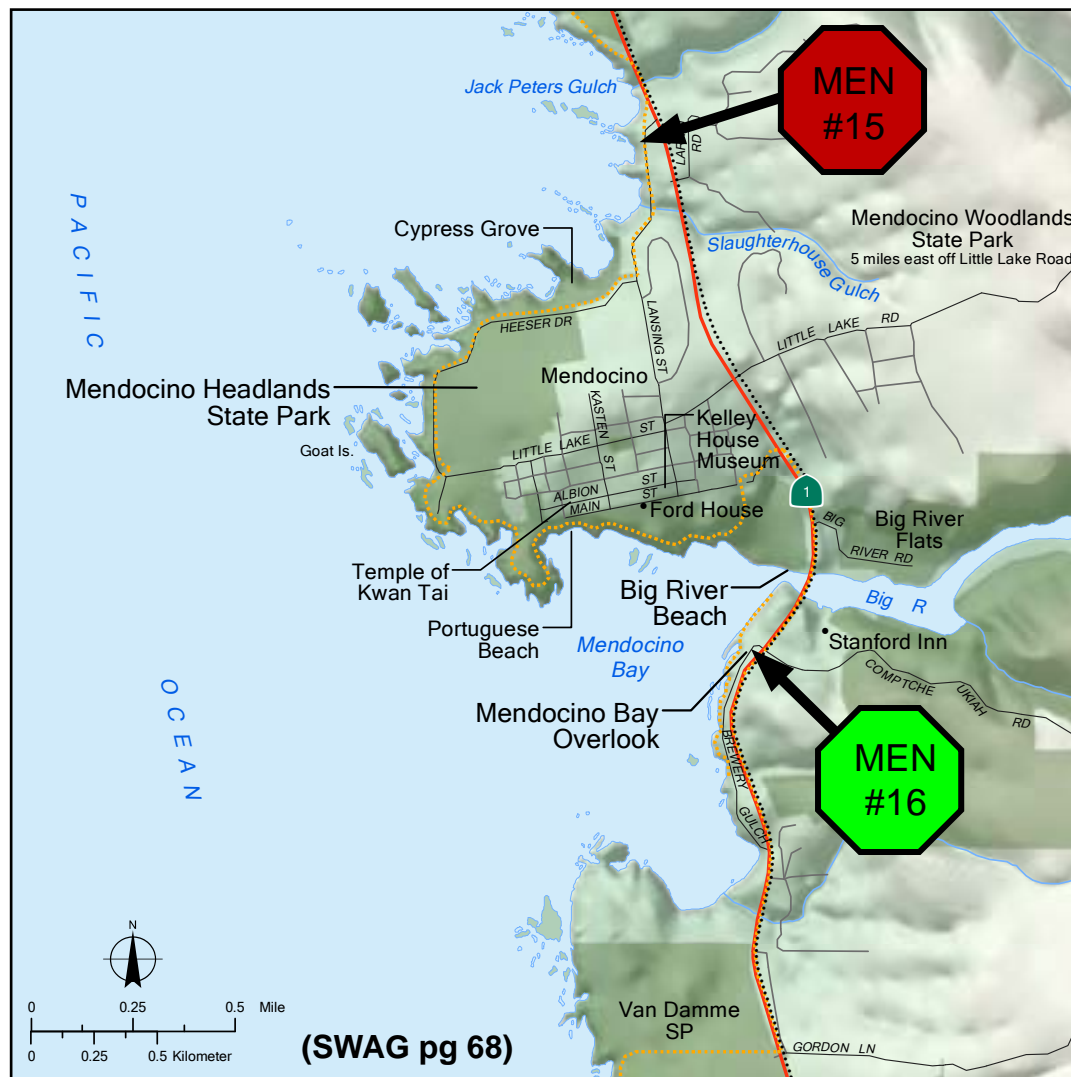 Jack Peters Gulch
MEN
#15
LAR
RD
PACIFIC
Cypress Grove
Mendocino Woodlands
State Park
5 miles east off Little Lake Road
Slaughterhouse Gulch
HEESER DR
LANSING ST
LITTLE LAKE RD
Mendocino Headlands
State Park
Mendocino
KASTEN ST
Kelley
House
Museum
Goat Is.
LITTLE LAKE ST
ALBION ST
MAIN ST
Ford House
1
BIG
RIVER RD
Big River
Flats
Temple of
Kwan Tai
Big River
Beach
Big R
Portuguese
Beach
Mendocino
Bay
Stanford Inn
COMPTCHE UKIAH RD
OCEAN
Mendocino Bay
Overlook
BREWERY GULCH
MEN
#16
N
0 0.25 0.5 Mile
0 0.25 0.5 Kilometer
(SWAG pg 68)
Van Damme
SP
GORDON LN